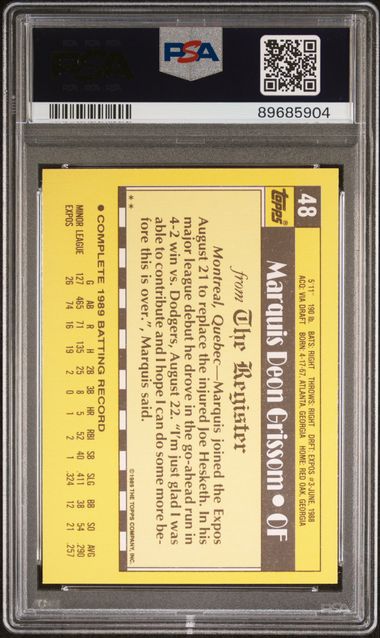 PSA
PSA
89685904
48
topps®
Marquis Deon Grissom • OF
5'11" 190 lb. BATS: RIGHT THROWS: RIGHT DRFT: EXPOS #3-JUNE, 1988
ACQ: VIA DRAFT BORN: 4-17-67, ATLANTA, GEORGIA HOME: RED OAK, GEORGIA
from The Register
Montreal, Quebec—Marquis joined the Expos
August 21 to replace the injured Joe Hesketh. In his
major league debut he drove in the go-ahead run in
4-2 win vs. Dodgers, August 22. "I'm just glad I was
able to contribute and I hope I can do some more be-
fore this is over.", Marquis said.
* *
©1989 THE TOPPS COMPANY, INC.
• COMPLETE 1989 BATTING RECORD
G AB R H 2B 3B HR RBI SB SLG BB SO AVG
MINOR LEAGUE 127 465 71 135 25 8 5 52 40 .411 38 54 .290
EXPOS 26 74 16 19 2 0 1 2 1 .324 12 21 .257
PSA